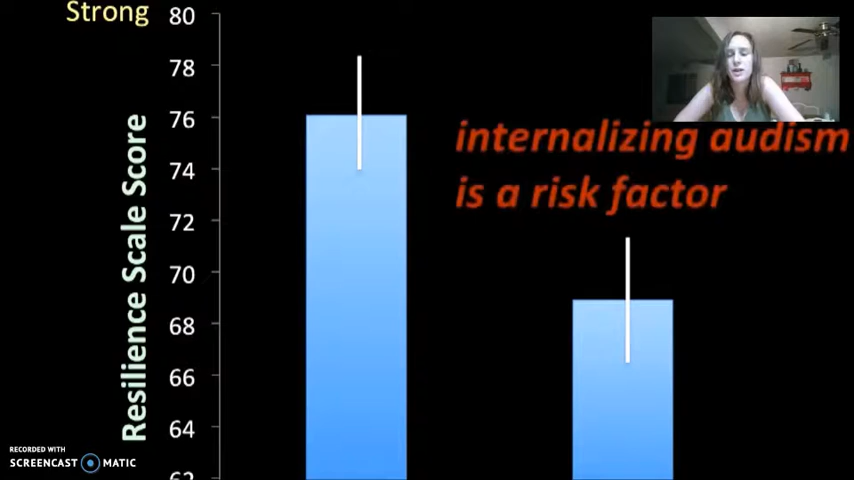 Strong
80
78
76
74
72
70
68
66
64
Resilience Scale Score
internalizing audism
is a risk factor
RECORDED WITH
SCREENCAST MATIC